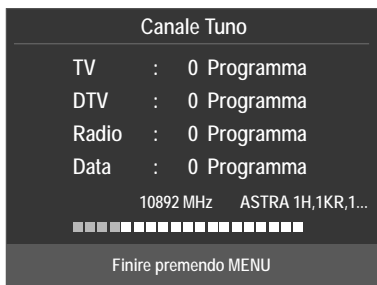 Canale Tuno
TV : 0 Programma
DTV : 0 Programma
Radio : 0 Programma
Data : 0 Programma
10892 MHz ASTRA 1H,1KR,1...
Finire premendo MENU